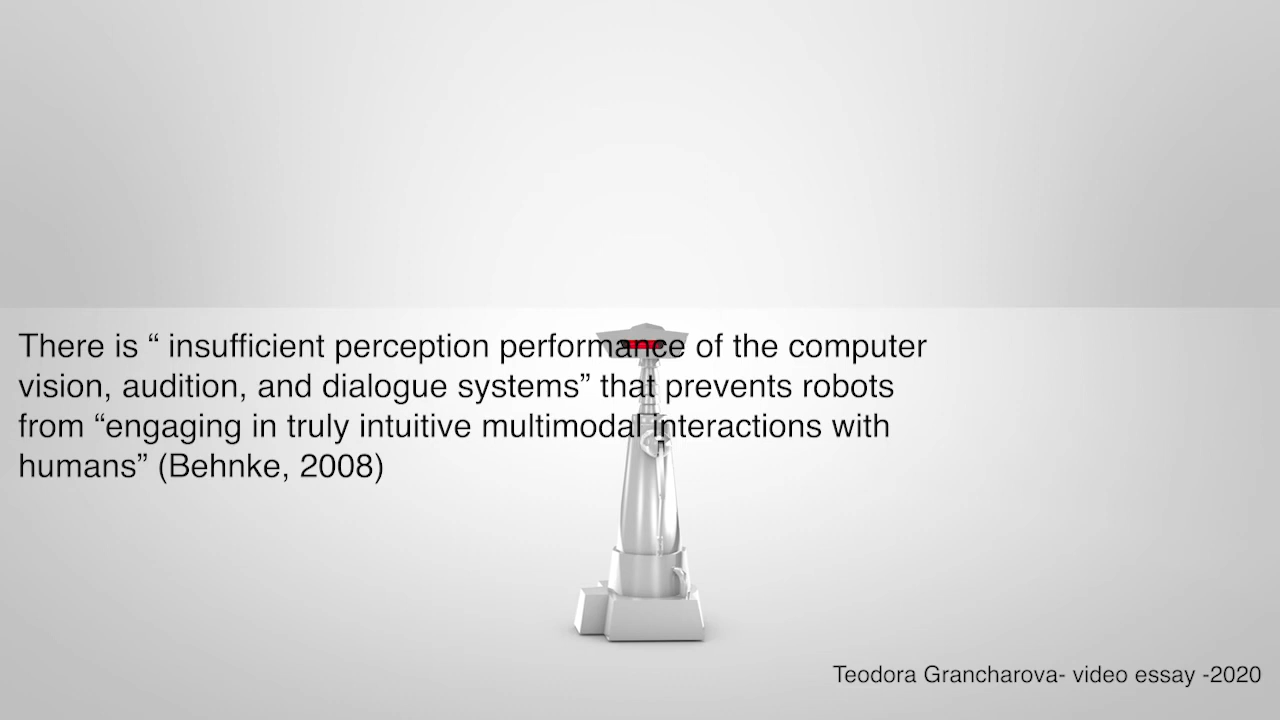 There is “ insufficient perception performance of the computer
vision, audition, and dialogue systems” that prevents robots
from “engaging in truly intuitive multimodal interactions with
humans” (Behnke, 2008)
Teodora Grancharova- video essay -2020